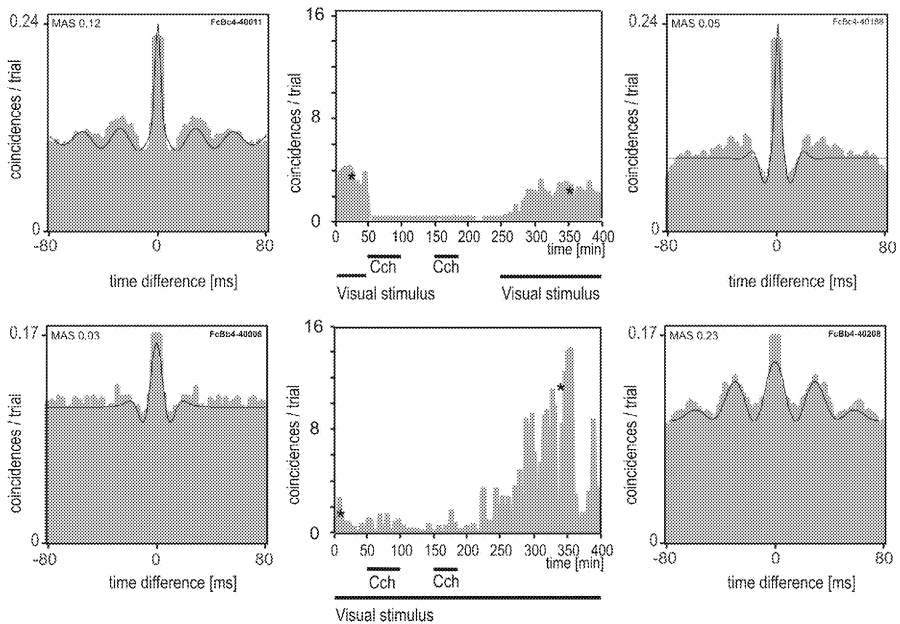 0.24
MAS 0.12
FcBc4-40011
coincidences / trial
0
-80
0
80
time difference [ms]
16
coincidences / trial
8
0
0
50
100
150
200
250
300
350
400
time [min]
*
*
Cch
Cch
Visual stimulus
Visual stimulus
0.24
MAS 0.05
coincidences / trial
0
-80
0
80
time difference [ms]
0.17
MAS 0.03
FcBb4-40006
coincidences / trial
0
-80
0
80
time difference [ms]
16
coincidences / trial
8
0
0
50
100
150
200
250
300
350
400
time [min]
*
*
Cch
Cch
Visual stimulus
0.17
MAS 0.23
FcBb4-40208
coincidences / trial
0
-80
0
80
time difference [ms]